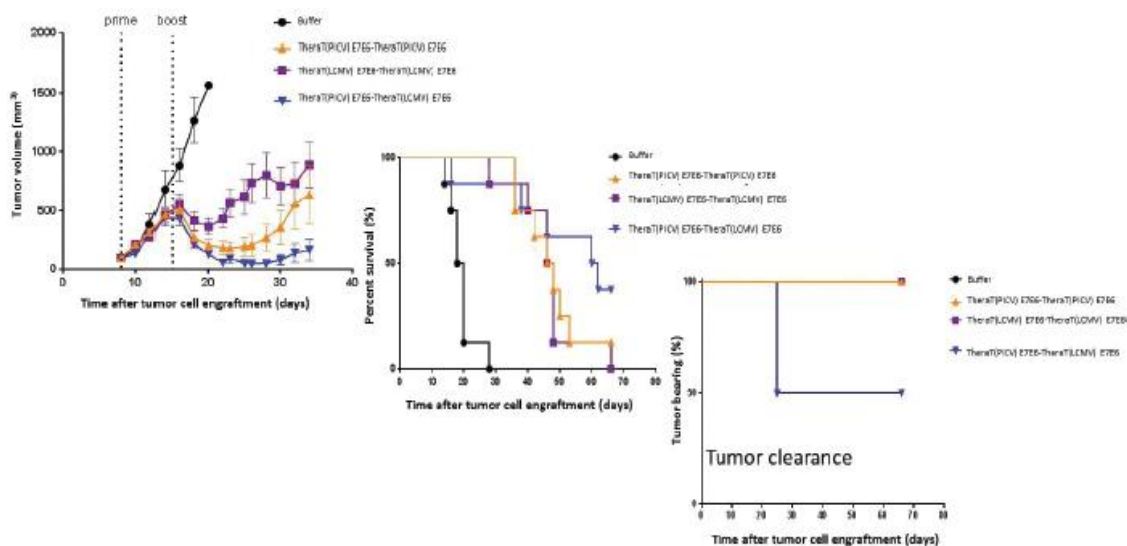 prime boost
Buffer
TheraT(PICV) E7E6-TheraT(PICV) E7E6
TheraT(LCMV) E7E6-TheraT(LCMV) E7E6
TheraT(PICV) E7E6-TheraT(LCMV) E7E6
Tumor volume (mm³)
2000
1500
1000
500
0
0 10 20 30 40
Time after tumor cell engraftment (days)
Buffer
TheraT(PICV) E7E6-TheraT(PICV) E7E6
TheraT(LCMV) E7E6-TheraT(LCMV) E7E6
TheraT(PICV) E7E6-TheraT(LCMV) E7E6
Percent survival (%)
100
50
0
0 10 20 30 40 50 60 70 80
Time after tumor cell engraftment (days)
Buffer
TheraT(PICV) E7E6-TheraT(PICV) E7E6
TheraT(LCMV) E7E6-TheraT(LCMV) E7E6
TheraT(PICV) E7E6-TheraT(LCMV) E7E6
Tumor bearing (%)
100
50
0
Tumor clearance
0 10 20 30 40 50 60 70 80
Time after tumor cell engraftment (days)